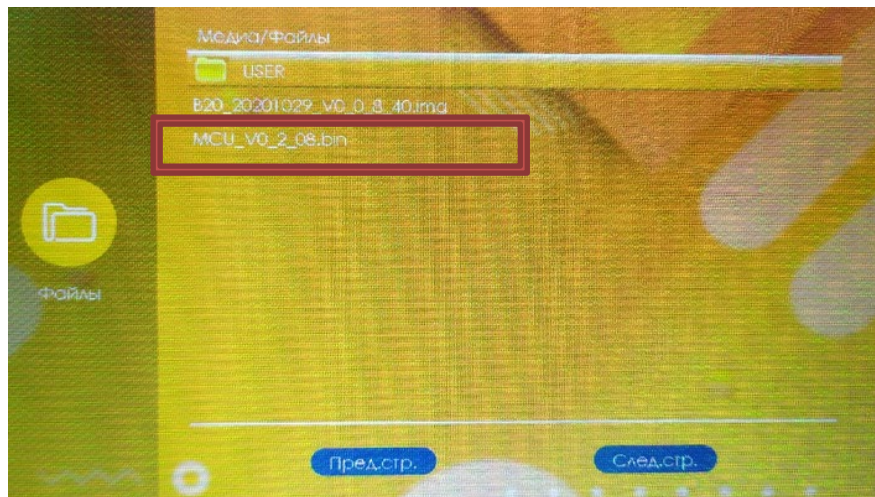 Медиа/Файлы
USER
B20_20201029_V0_0_8_40.img
MCU_V0_2_08.bin
Файлы
Пред.стр.
След.стр.